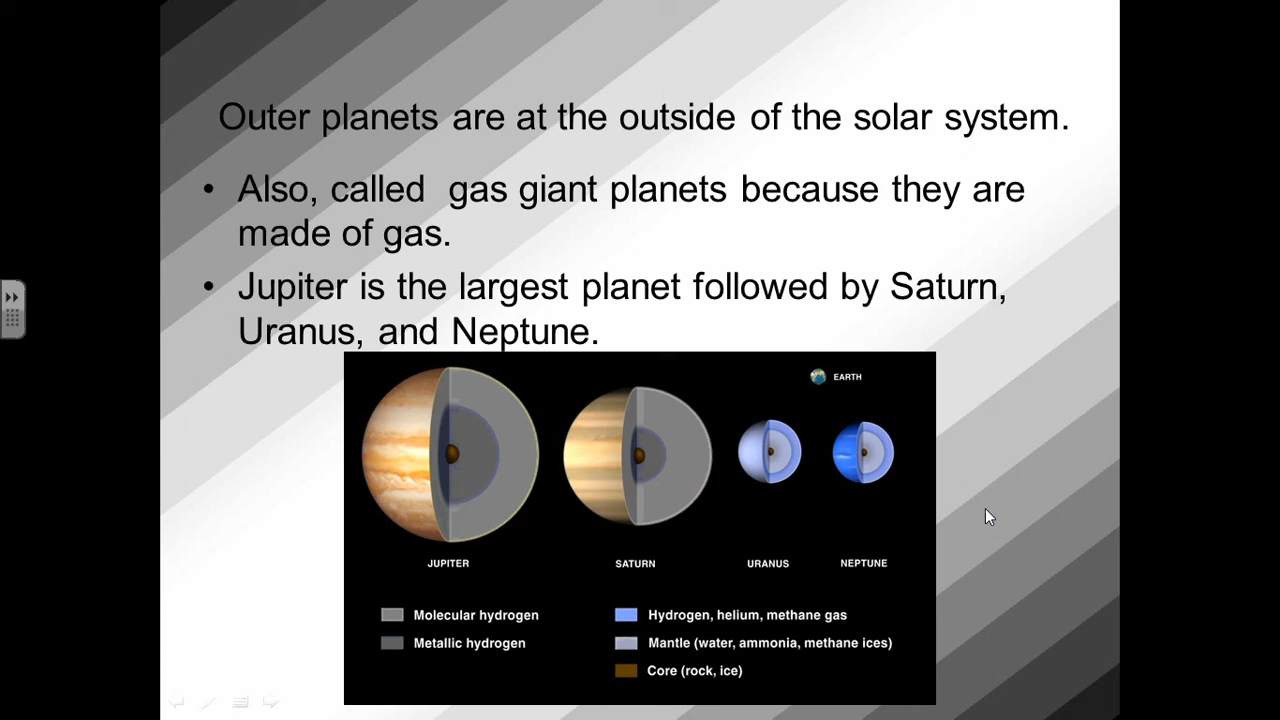 Outer planets are at the outside of the solar system.
• Also, called gas giant planets because they are
made of gas.
• Jupiter is the largest planet followed by Saturn,
Uranus, and Neptune.
EARTH
JUPITER SATURN URANUS NEPTUNE
Molecular hydrogen
Metallic hydrogen
Hydrogen, helium, methane gas
Mantle (water, ammonia, methane ices)
Core (rock, ice)